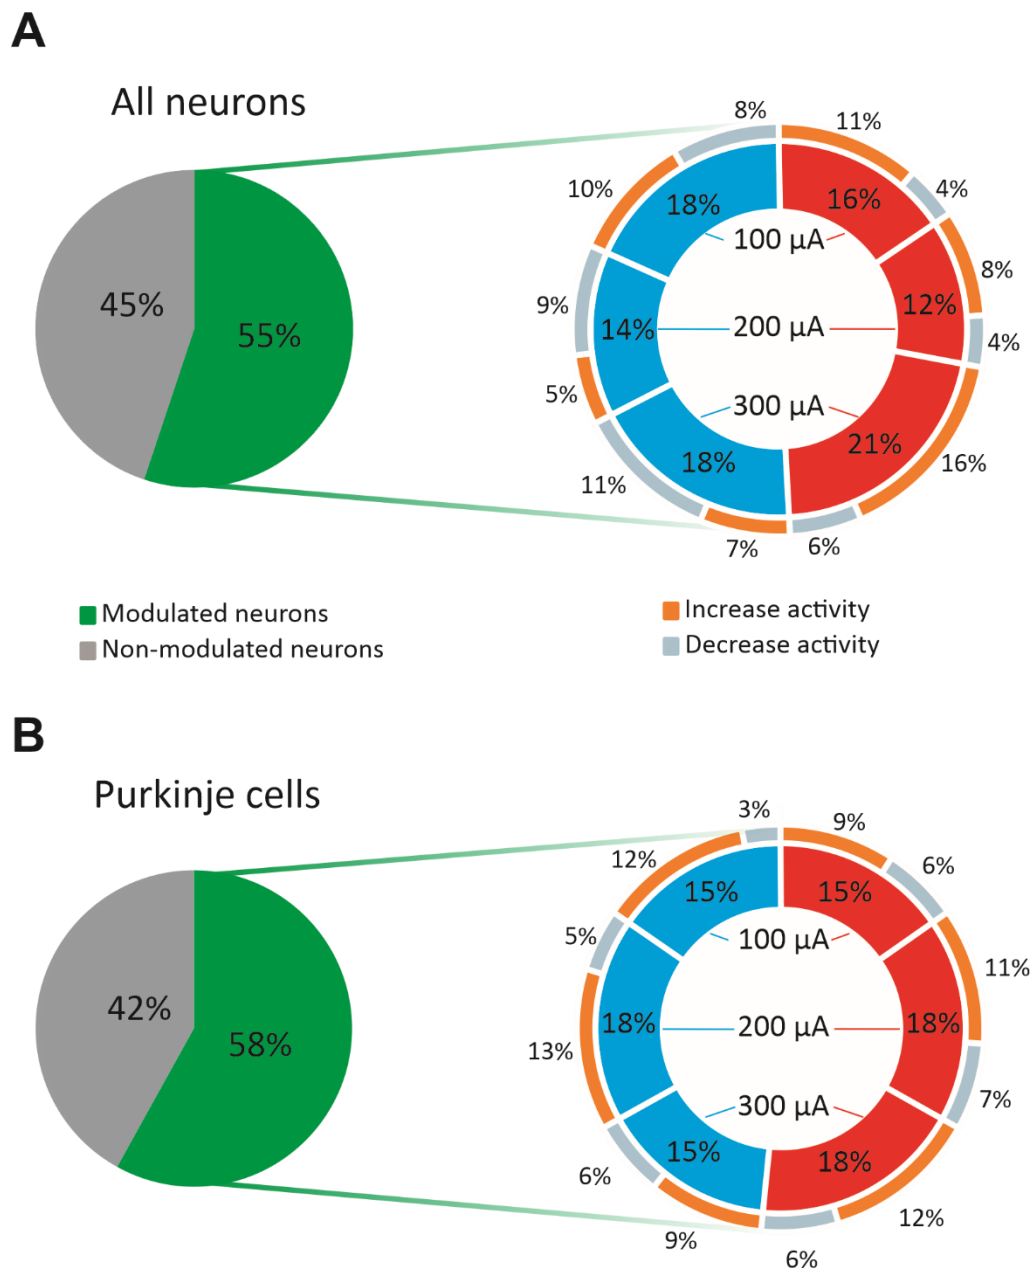 A
All neurons
45%
55%
8%
11%
10%
4%
18%
16%
100 µA
8%
9%
14%
200 µA
12%
4%
5%
300 µA
18%
21%
11%
16%
7%
6%
Modulated neurons
Non-modulated neurons
Increase activity
Decrease activity
B
Purkinje cells
42%
58%
3%
9%
12%
6%
15%
15%
5%
100 µA
11%
18%
200 µA
18%
13%
7%
300 µA
15%
18%
6%
12%
9%
6%